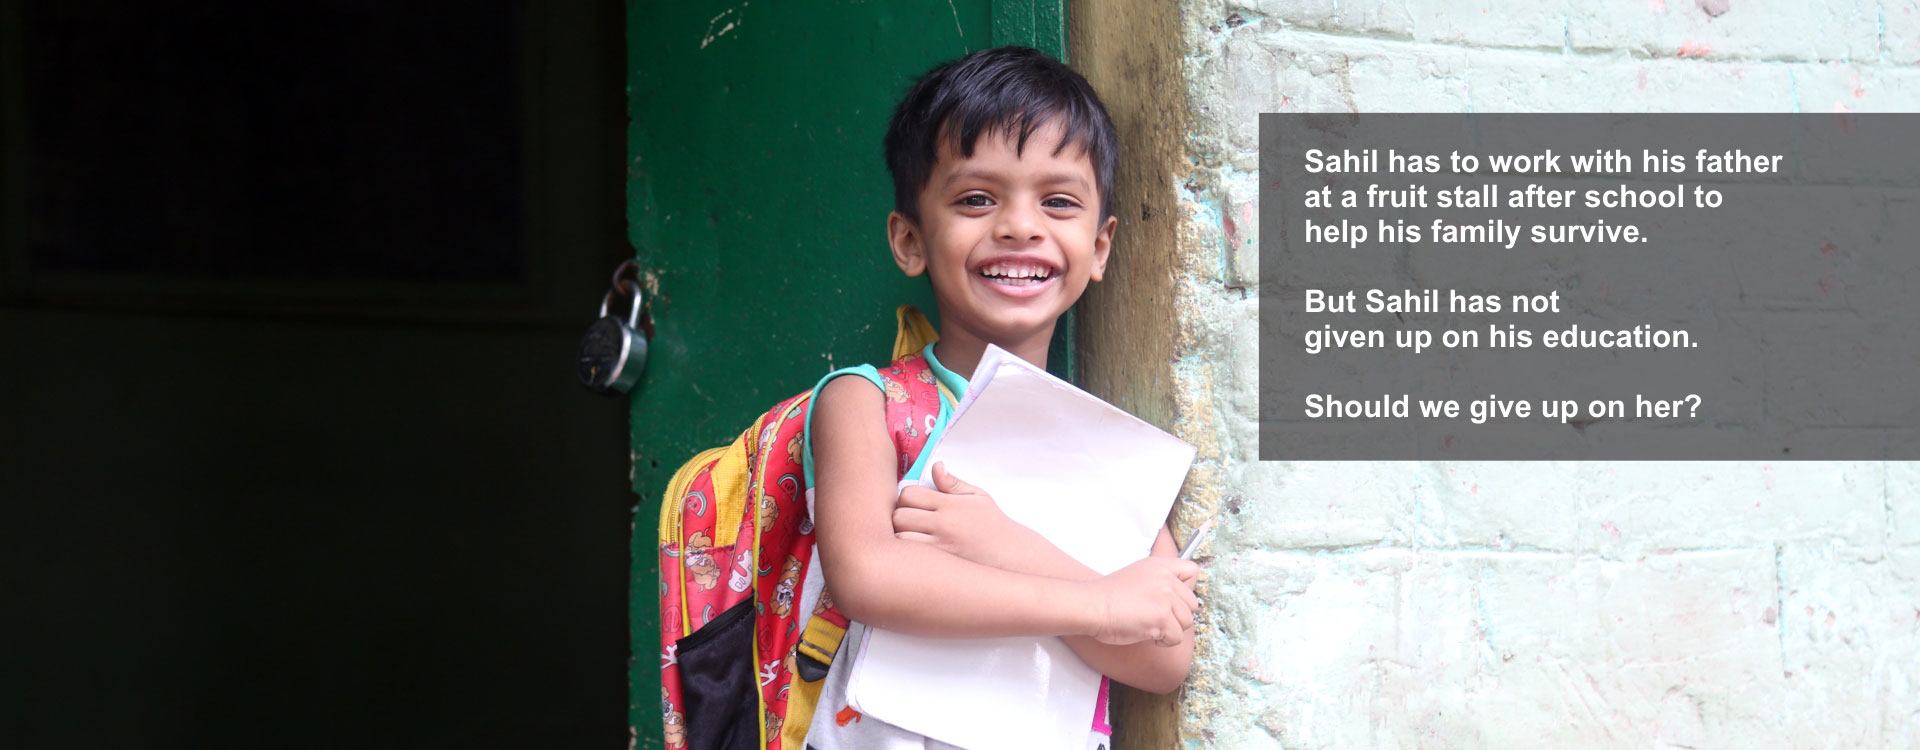 Sahil has to work with his father
at a fruit stall after school to
help his family survive.
But Sahil has not
given up on his education.
Should we give up on her?